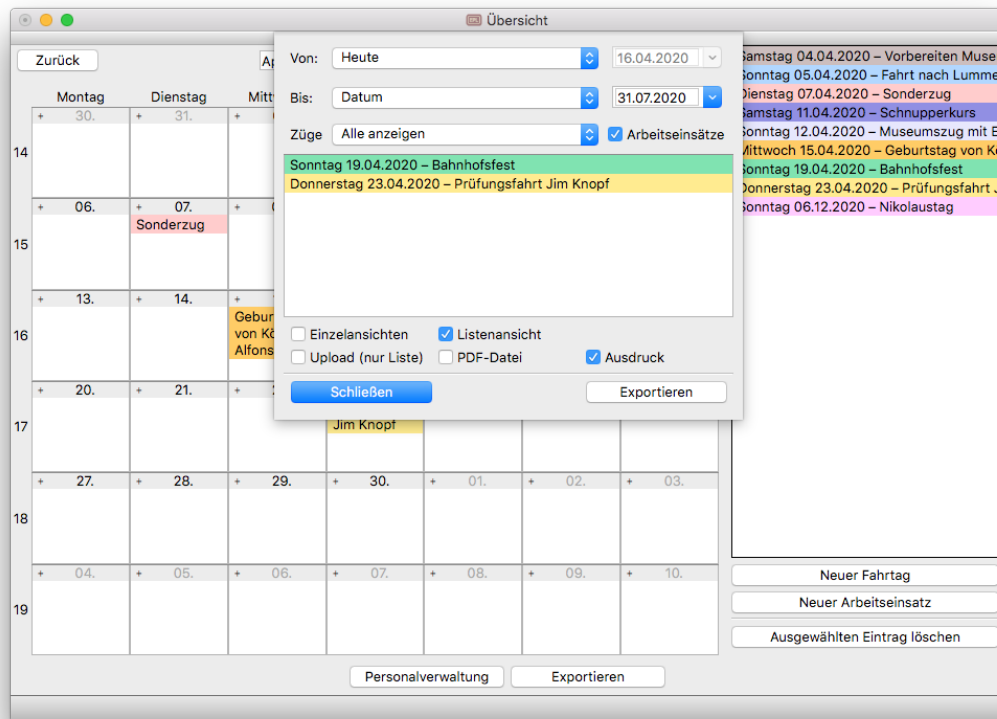 Übersicht
Zurück
Von: Heute 16.04.2020
Bis: Datum 31.07.2020
Züge Alle anzeigen Arbeitseinsätze
Sonntag 19.04.2020 – Bahnhofsfest
Donnerstag 23.04.2020 – Prüfungsfahrt Jim Knopf
Einzelansichten Listenansicht
Upload (nur Liste) PDF-Datei Ausdruck
Schließen Exportieren
Montag Dienstag
14 + 30. + 31. +
15 + 06. + 07. +
Sonderzug
16 + 13. + 14. +
von
Alfons
17 + 20. + 21. +
Jim Knopf
18 + 27. + 28. + 29. + 30. + 01. + 02. + 03.
19 + 04. + 05. + 06. + 07. + 08. + 09. + 10.
Samstag 04.04.2020 – Vorbereiten
Sonntag 05.04.2020 – Fahrt nach
Dienstag 07.04.2020 – Sonderzug
Samstag 11.04.2020 – Schnupperkurs
Sonntag 12.04.2020 – Museumszug mit
Mittwoch 15.04.2020 – Geburtstag von
Sonntag 19.04.2020 – Bahnhofsfest
Donnerstag 23.04.2020 – Prüfungsfahrt
Sonntag 06.12.2020 – Nikolaustag
Neuer Fahrtag
Neuer Arbeitseinsatz
Ausgewählten Eintrag löschen
Personalverwaltung Exportieren